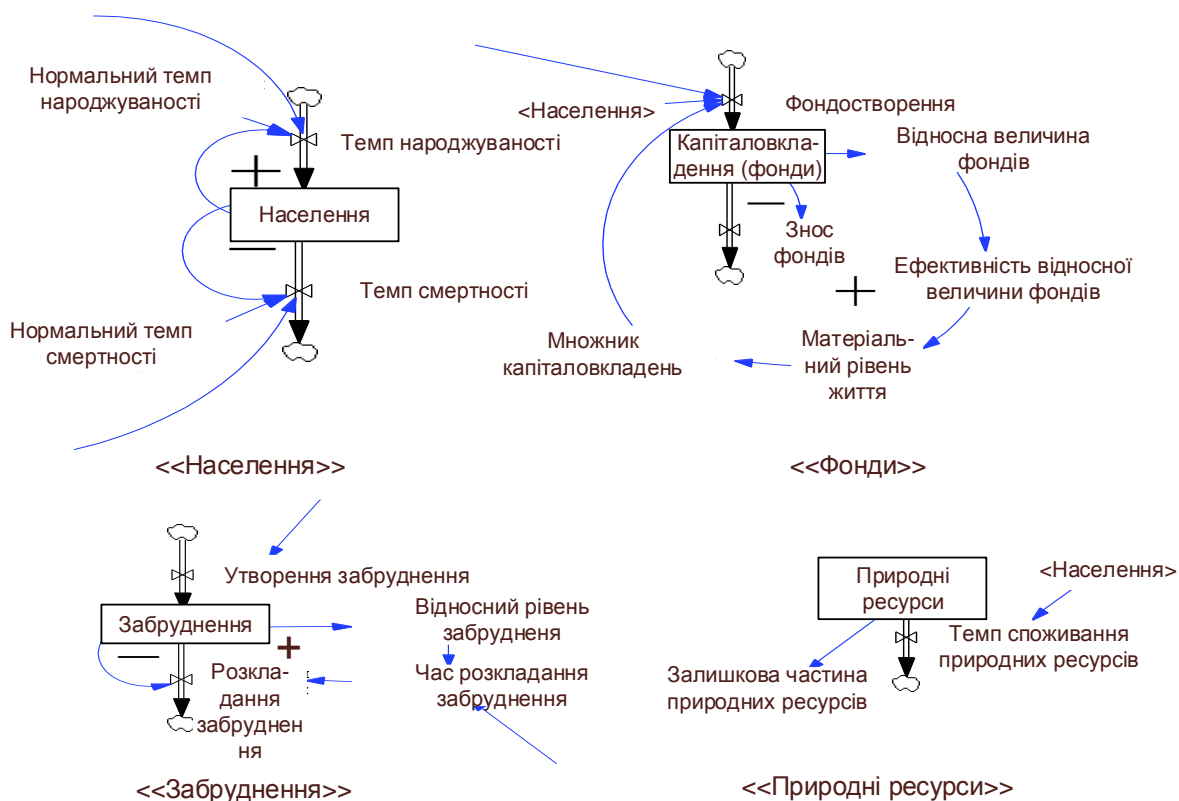 Нормальний темп
народжуваності
Темп народжуваності
+
Населення
—
Темп смертності
Нормальний темп
смертності
<<Населення>>
<Населення>
Фондостворення
Капіталовкла-
дення (фонди)
Відносна величина
фондів
—
Знос
фондів
Ефективність відносної
величини фондів
+
Множник
капіталовкладень
Матеріаль-
ний рівень
життя
<<Фонди>>
Утворення забруднення
Забруднення
Відносний рівень
забрудненя
—
+
Розкла-
дання
забруднен
ня
Час розкладання
забруднення
<<Забруднення>>
Природні
ресурси
<Населення>
Темп споживання
природних ресурсів
Залишкова частина
природних ресурсів
<<Природні ресурси>>